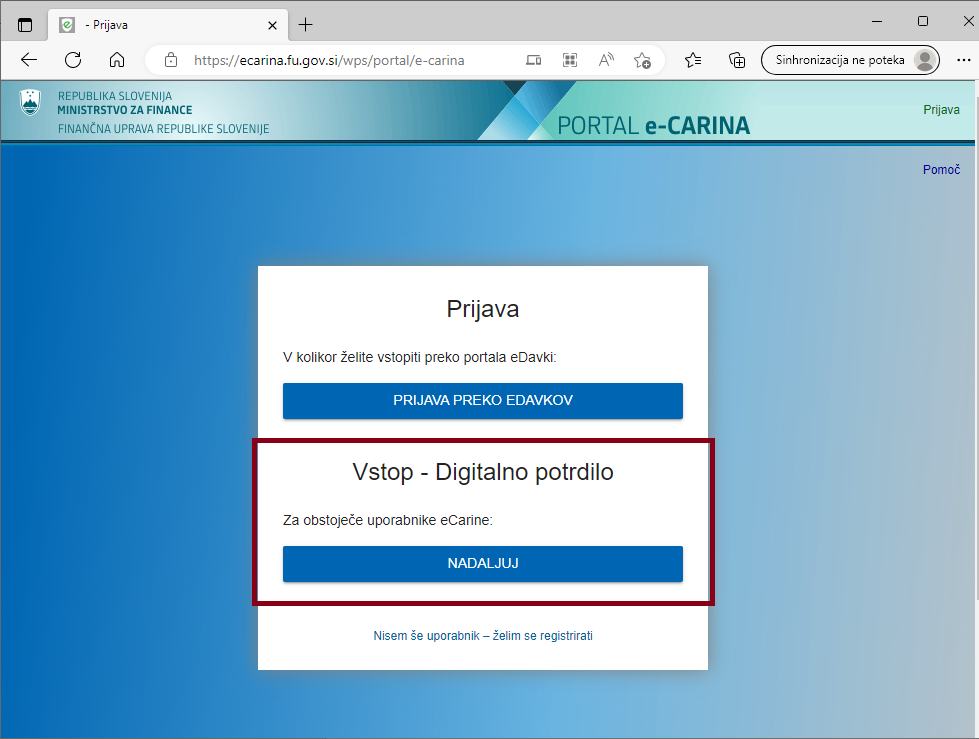 - Prijava
https://ecarina.fu.gov.si/wps/portal/e-carina
Sinhronizacija ne poteka
REPUBLIKA SLOVENIJA
MINISTRSTVO ZA FINANCE
FINANČNA UPRAVA REPUBLIKE SLOVENIJE
PORTAL e-CARINA
Prijava
Pomoč
Prijava
V kolikor želite vstopiti preko portala eDavki:
PRIJAVA PREKO EDAVKOV
Vstop - Digitalno potrdilo
Za obstoječe uporabnike eCarine:
NADALJUJ
Nisem še uporabnik – želim se registrirati